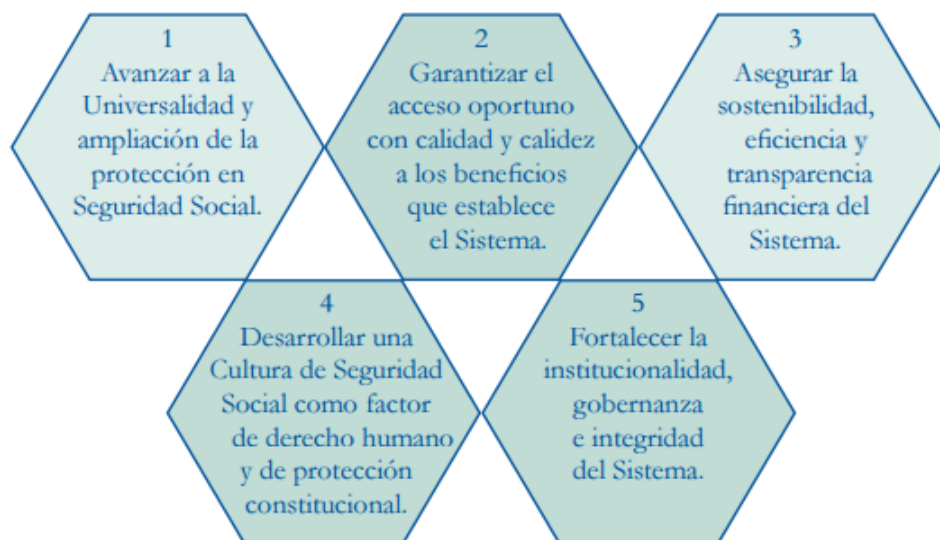 1
Avanzar a la
Universalidad y
ampliación de la
protección en
Seguridad Social.
2
Garantizar el
acceso oportuno
con calidad y calidez
a los beneficios
que establece
el Sistema.
3
Asegurar la
sostenibilidad,
eficiencia y
transparencia
financiera del
Sistema.
4
Desarrollar una
Cultura de Seguridad
Social como factor
de derecho humano
y de protección
constitucional.
5
Fortalecer la
institucionalidad,
gobernanza
e integridad
del Sistema.